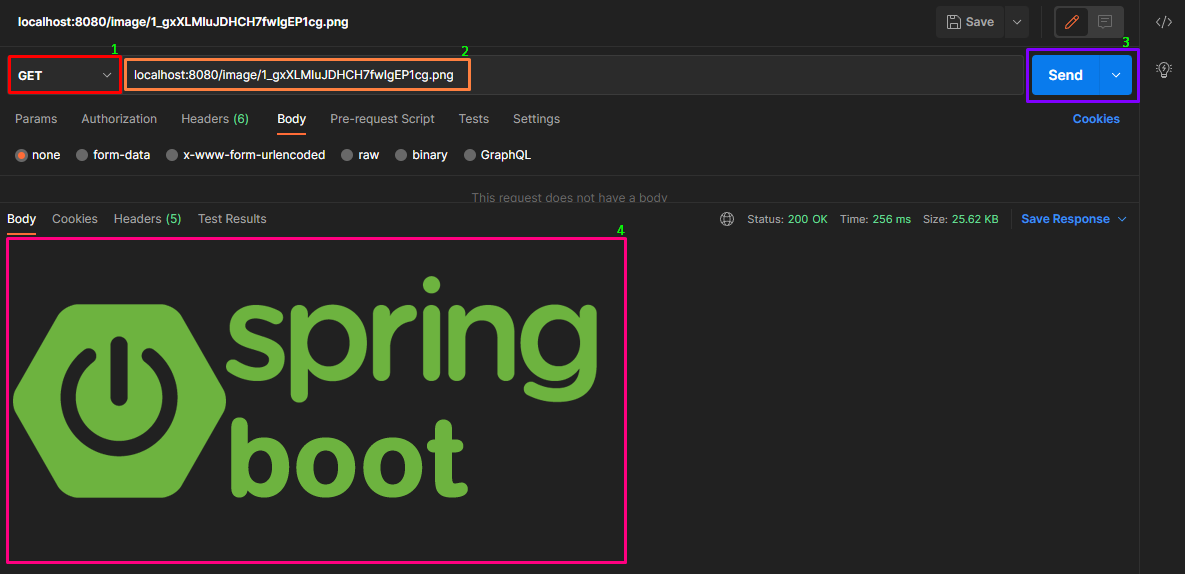 localhost:8080/image/1_gxXLMIuJDHCH7fwIgEP1cg.png
Save
1
2
3
GET
localhost:8080/image/1_gxXLMIuJDHCH7fwIgEP1cg.png
Send
Params Authorization Headers (6) Body Pre-request Script Tests Settings Cookies
none form-data x-www-form-urlencoded raw binary GraphQL
This request does not have a body
Body Cookies Headers (5) Test Results Status: 200 OK Time: 256 ms Size: 25.62 KB Save Response
4
spring
boot